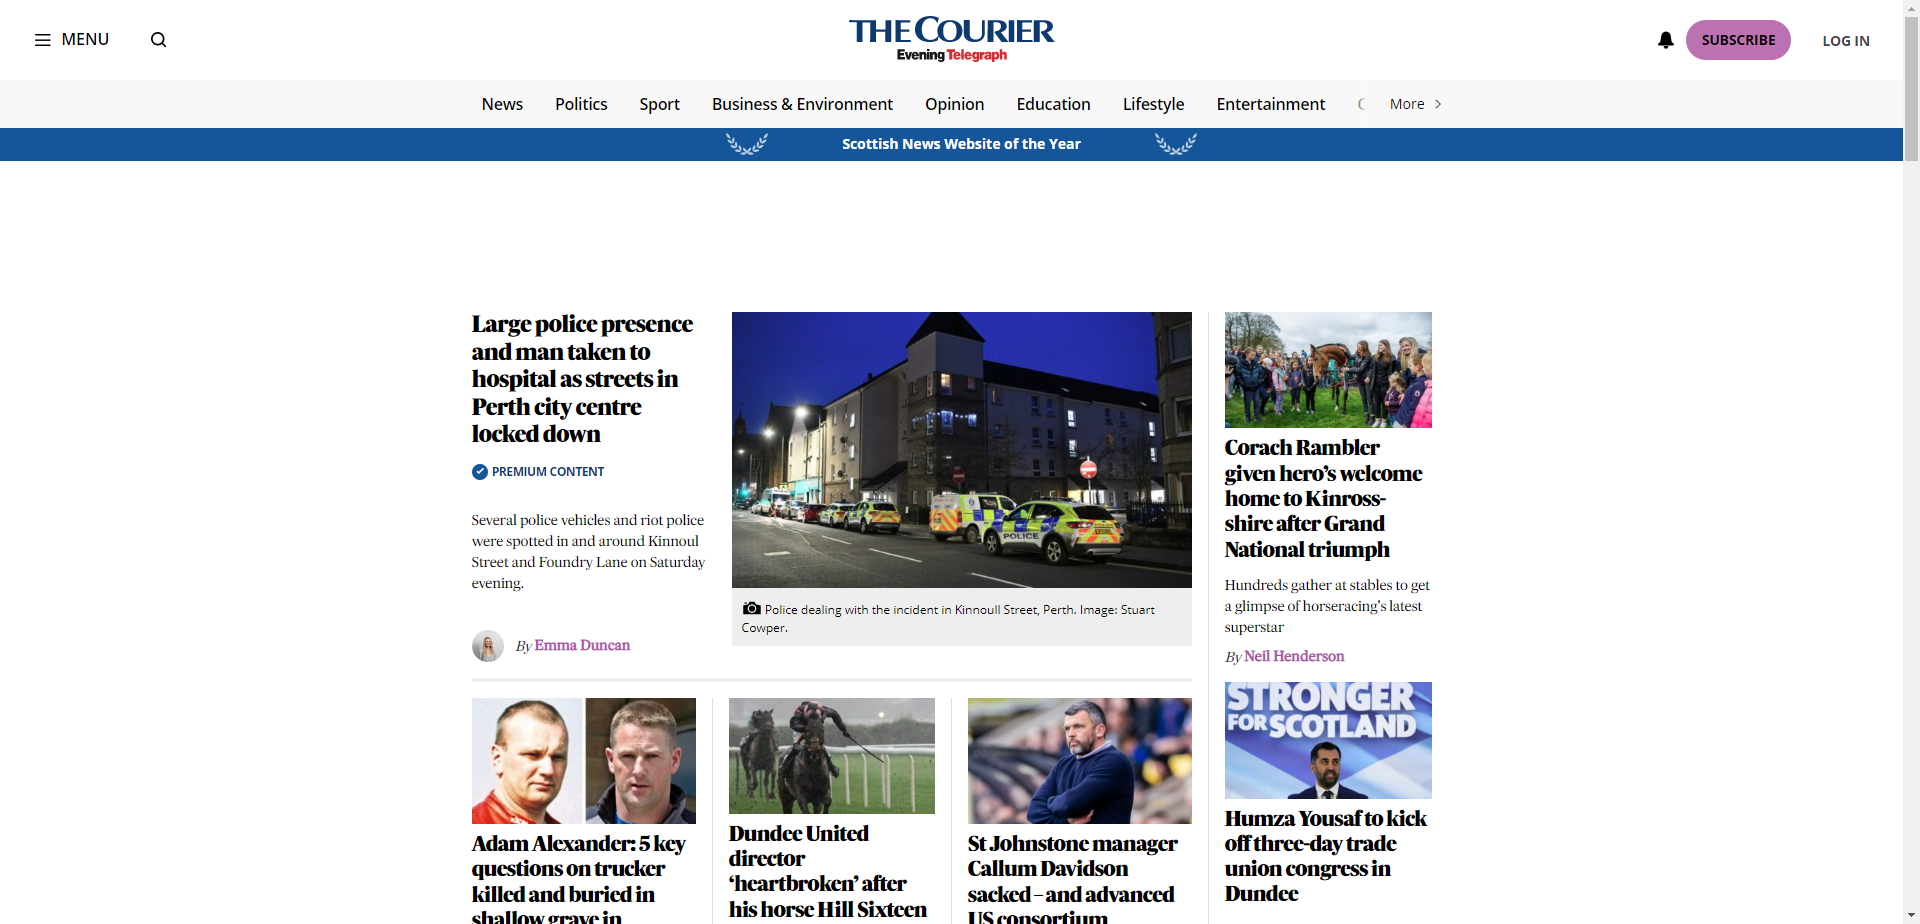 MENU
THE COURIER
Evening Telegraph
SUBSCRIBE
LOG IN
News
Politics
Sport
Business & Environment
Opinion
Education
Lifestyle
Entertainment
More
Scottish News Website of the Year
Large police presence
and man taken to
hospital as streets in
Perth city centre
locked down
PREMIUM CONTENT
Several police vehicles and riot police
were spotted in and around Kinnoul
Street and Foundry Lane on Saturday
evening.
By Emma Duncan
POLICE
Police dealing with the incident in Kinnoull Street, Perth. Image: Stuart
Cowper.
Corach Rambler
given hero’s welcome
home to Kinross-
shire after Grand
National triumph
Hundreds gather at stables to get
a glimpse of horseracing's latest
superstar
By Neil Henderson
STRONGER
FOR SCOTLAND
Humza Yousaf to kick
off three-day trade
union congress in
Dundee
Adam Alexander: 5 key
questions on trucker
killed and buried in
shallow grave in
Dundee United
director
‘heartbroken’ after
his horse Hill Sixteen
St Johnstone manager
Callum Davidson
sacked – and advanced
US consortium